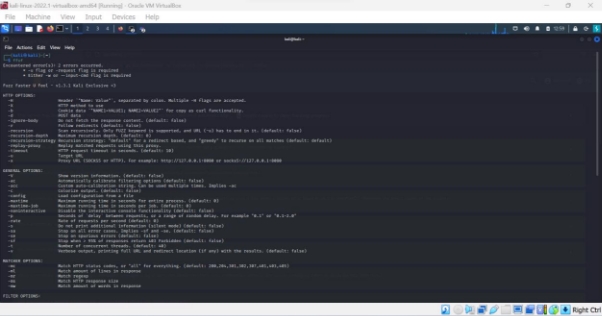 kali-linux-2022.1-virtualbox-amd64 [Running] - Oracle VM VirtualBox
File Machine View Input Devices Help
File Actions Edit View Help
Encountered error(s): 2 errors occured.
* -u flag or -request flag is required
* Either -w or --input-cmd flag is required
HTTP OPTIONS:
-H Header `"Name: Value"`, separated by colon. Multiple -H flags are accepted.
-X HTTP method to use
-b Cookie data `"NAME1=VALUE1; NAME2=VALUE2"` for copy as curl functionality.
-d POST data
-ignore-body Do not fetch the response content. (default: false)
-r Follow redirects (default: false)
-recursion Scan recursively. Only FUZZ keyword is supported, and URL (-u) has to end in it. (default: false)
-recursion-depth Maximum recursion depth. (default: 0)
-recursion-strategy Recursion strategy: "default" for a redirect based, and "greedy" to recurse on all matches (default: default)
-replay-proxy Replay matched requests using this proxy.
-timeout HTTP request timeout in seconds. (default: 10)
-u Target URL
-x Proxy URL (SOCKS5 or HTTP). For example: http://127.0.0.1:8080 or socks5://127.0.0.1:8080
GENERAL OPTIONS:
-V Show version information. (default: false)
-ac Automatically calibrate filtering options (default: false)
-acc Custom auto-calibration string. Can be used multiple times. Implies -ac
-c Colorize output. (default: false)
-config Load configuration from a file
-maxtime Maximum running time in seconds for entire process. (default: 0)
-maxtime-job Maximum running time in seconds per job. (default: 0)
-noninteractive Disable the interactive console functionality (default: false)
-p Seconds of `delay` between requests, or a range of random delay. For example "0.1" or "0.1-2.0"
-rate Rate of requests per second (default: 0)
-s Do not print additional information (silent mode) (default: false)
-sa Stop on all error cases. Implies -sf and -se. (default: false)
-se Stop on spurious errors (default: false)
-sf Stop when > 95% of responses return 403 Forbidden (default: false)
-t Number of concurrent threads. (default: 40)
-v Verbose output, printing full URL and redirect location (if any) with the results. (default: false)
MATCHER OPTIONS:
-mc Match HTTP status codes, or "all" for everything. (default: 200,204,301,302,307,401,403,405)
-ml Match amount of lines in response
-mr Match regexp
-ms Match HTTP response size
-mw Match amount of words in response
FILTER OPTIONS:
Right Ctrl